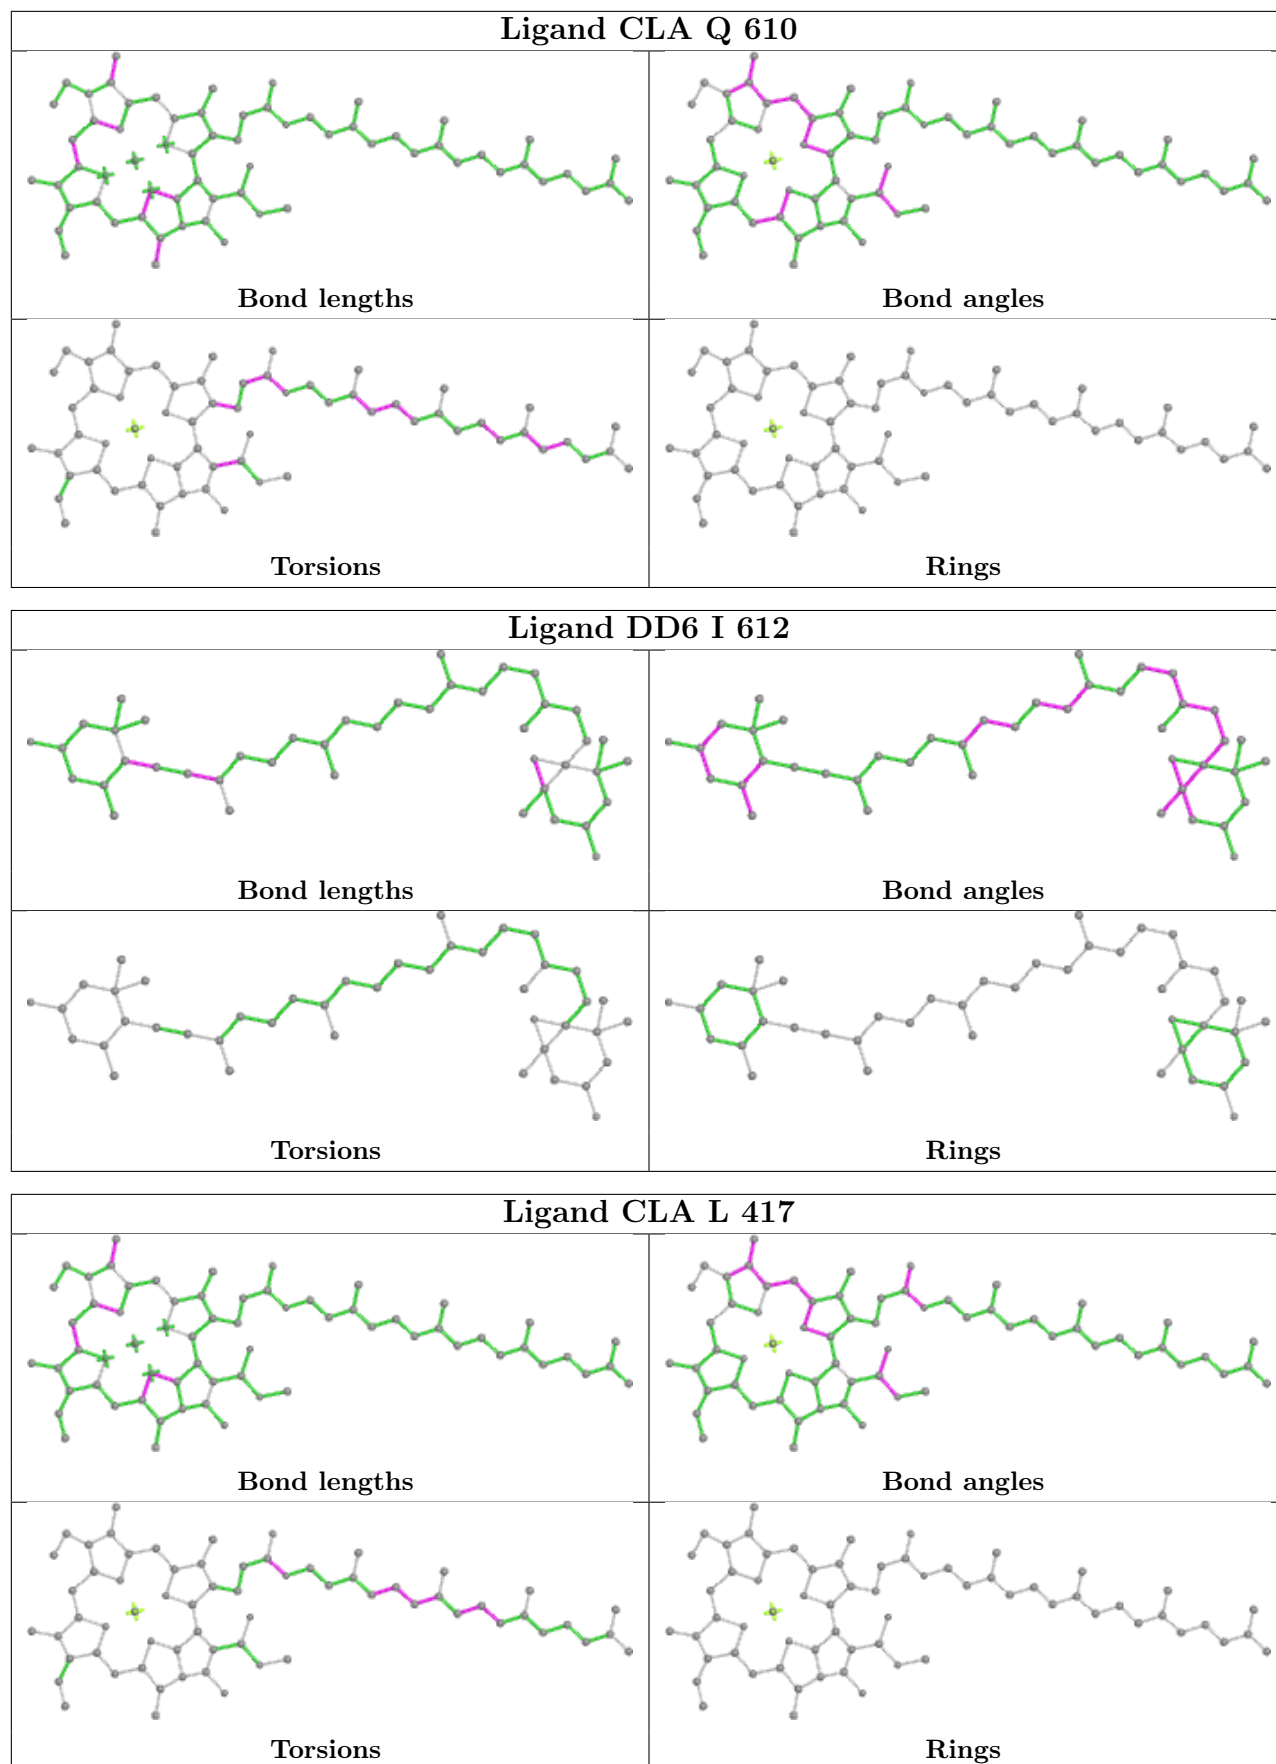 Ligand CLA Q 610
Bond lengths
Bond angles
Torsions
Rings
Ligand DD6 I 612
Bond lengths
Bond angles
Torsions
Rings
Ligand CLA L 417
Bond lengths
Bond angles
Torsions
Rings